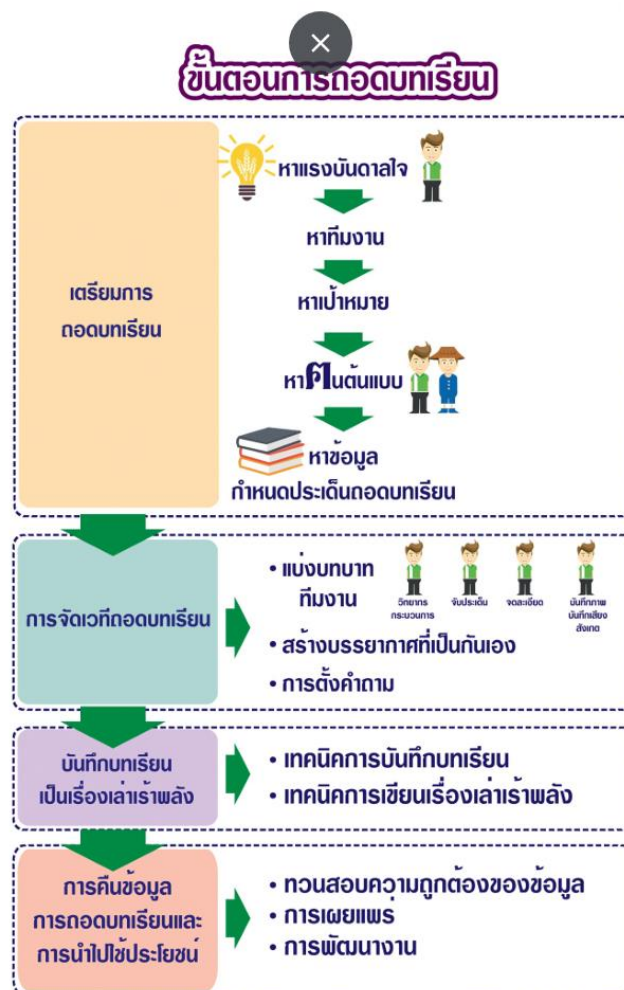 ขั้นตอนการถอดบทเรียน
เตรียมการ
ถอดบทเรียน
หาแรงบันดาลใจ
หาทีมงาน
หาเป้าหมาย
หาฅนต้นแบบ
หาข้อมูล
กำหนดประเด็นถอดบทเรียน
การจัดเวทีถอดบทเรียน
• แบ่งบทบาท
ทีมงาน
วิทยากร
กระบวนการ
จับประเด็น
จดละเอียด
บันทึกภาพ
บันทึกเสียง
สังเกต
• สร้างบรรยากาศที่เป็นกันเอง
• การตั้งคำถาม
บันทึกบทเรียน
เป็นเรื่องเล่าเร้าพลัง
• เทคนิคการบันทึกบทเรียน
• เทคนิคการเขียนเรื่องเล่าเร้าพลัง
การคืนข้อมูล
การถอดบทเรียนและ
การนำไปใช้ประโยชน์
• ทวนสอบความถูกต้องของข้อมูล
• การเผยแพร่
• การพัฒนางาน